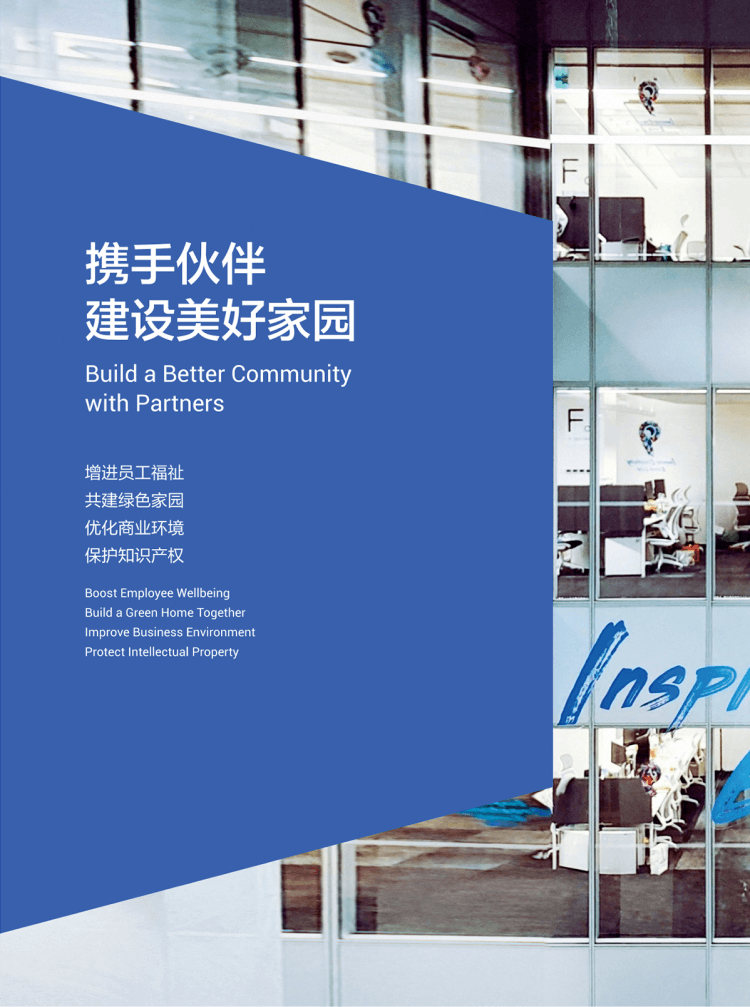 携手伙伴
建设美好家园
Build a Better Community
with Partners
增进员工福祉
共建绿色家园
优化商业环境
保护知识产权
Boost Employee Wellbeing
Build a Green Home Together
Improve Business Environment
Protect Intellectual Property
F
F
Inspi